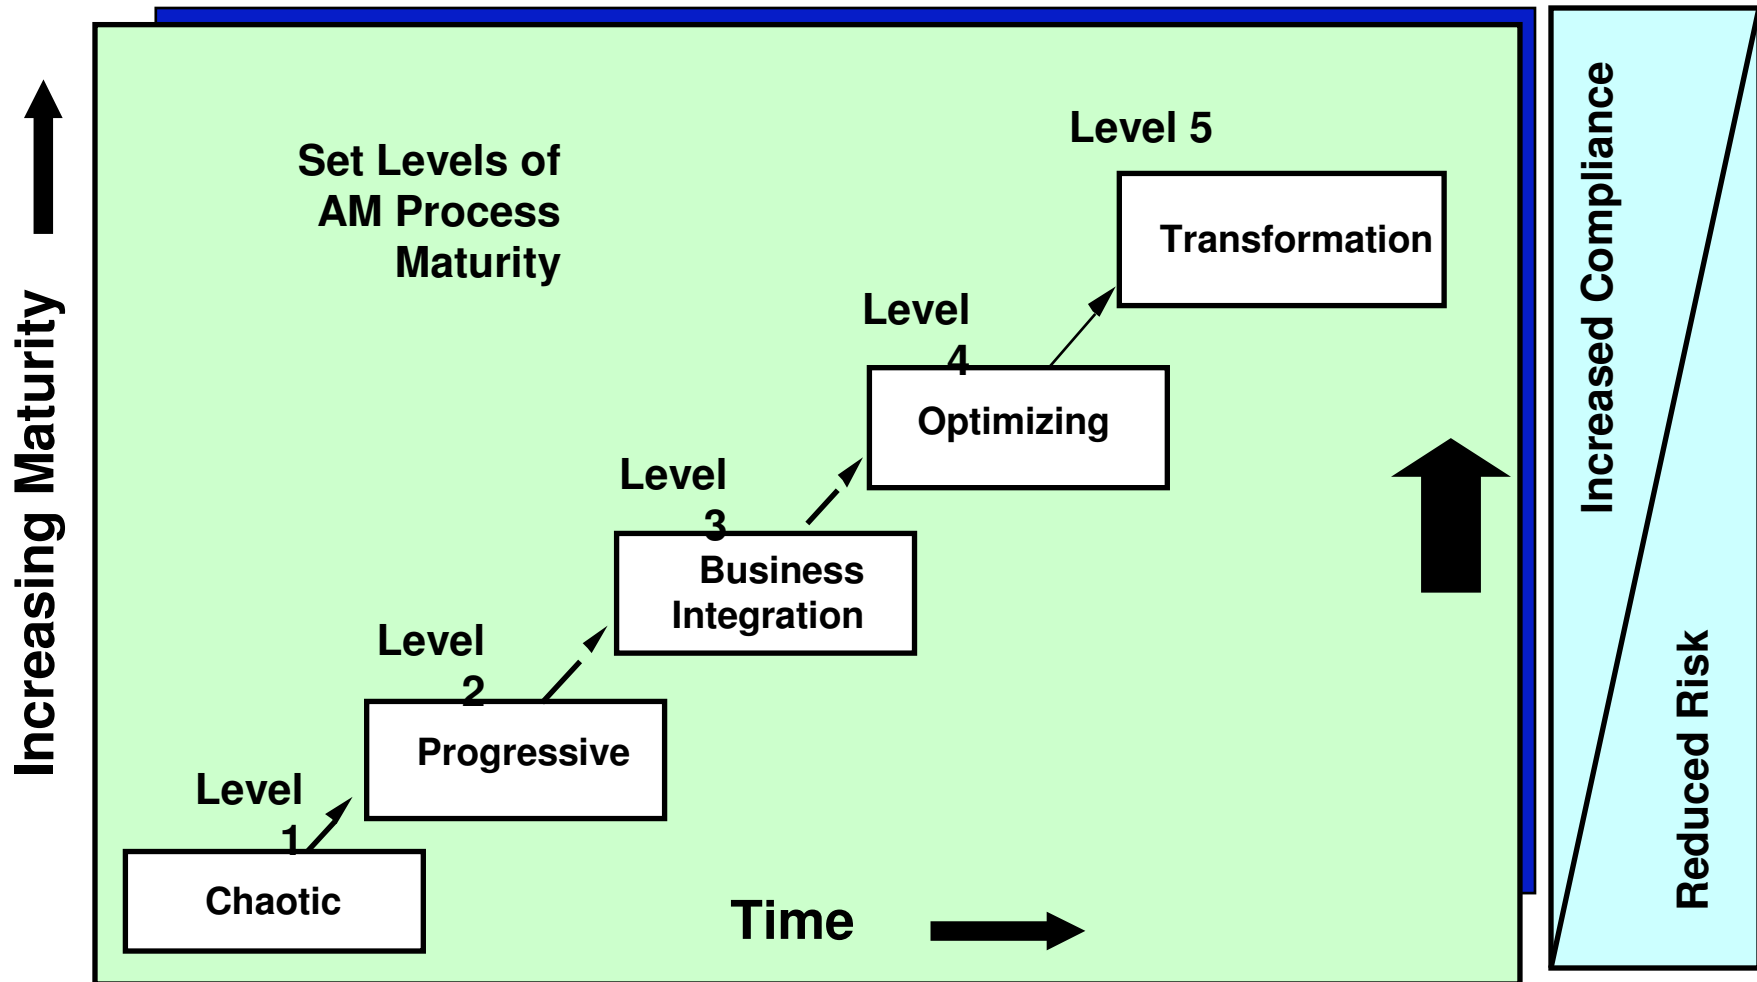 Set Levels of
AM Process
Maturity
Level 5
Transformation
Level
4
Optimizing
Level
3
Business
Integration
Level
2
Progressive
Level
1
Chaotic
Time
Increasing Maturity
Increased Compliance
Reduced Risk